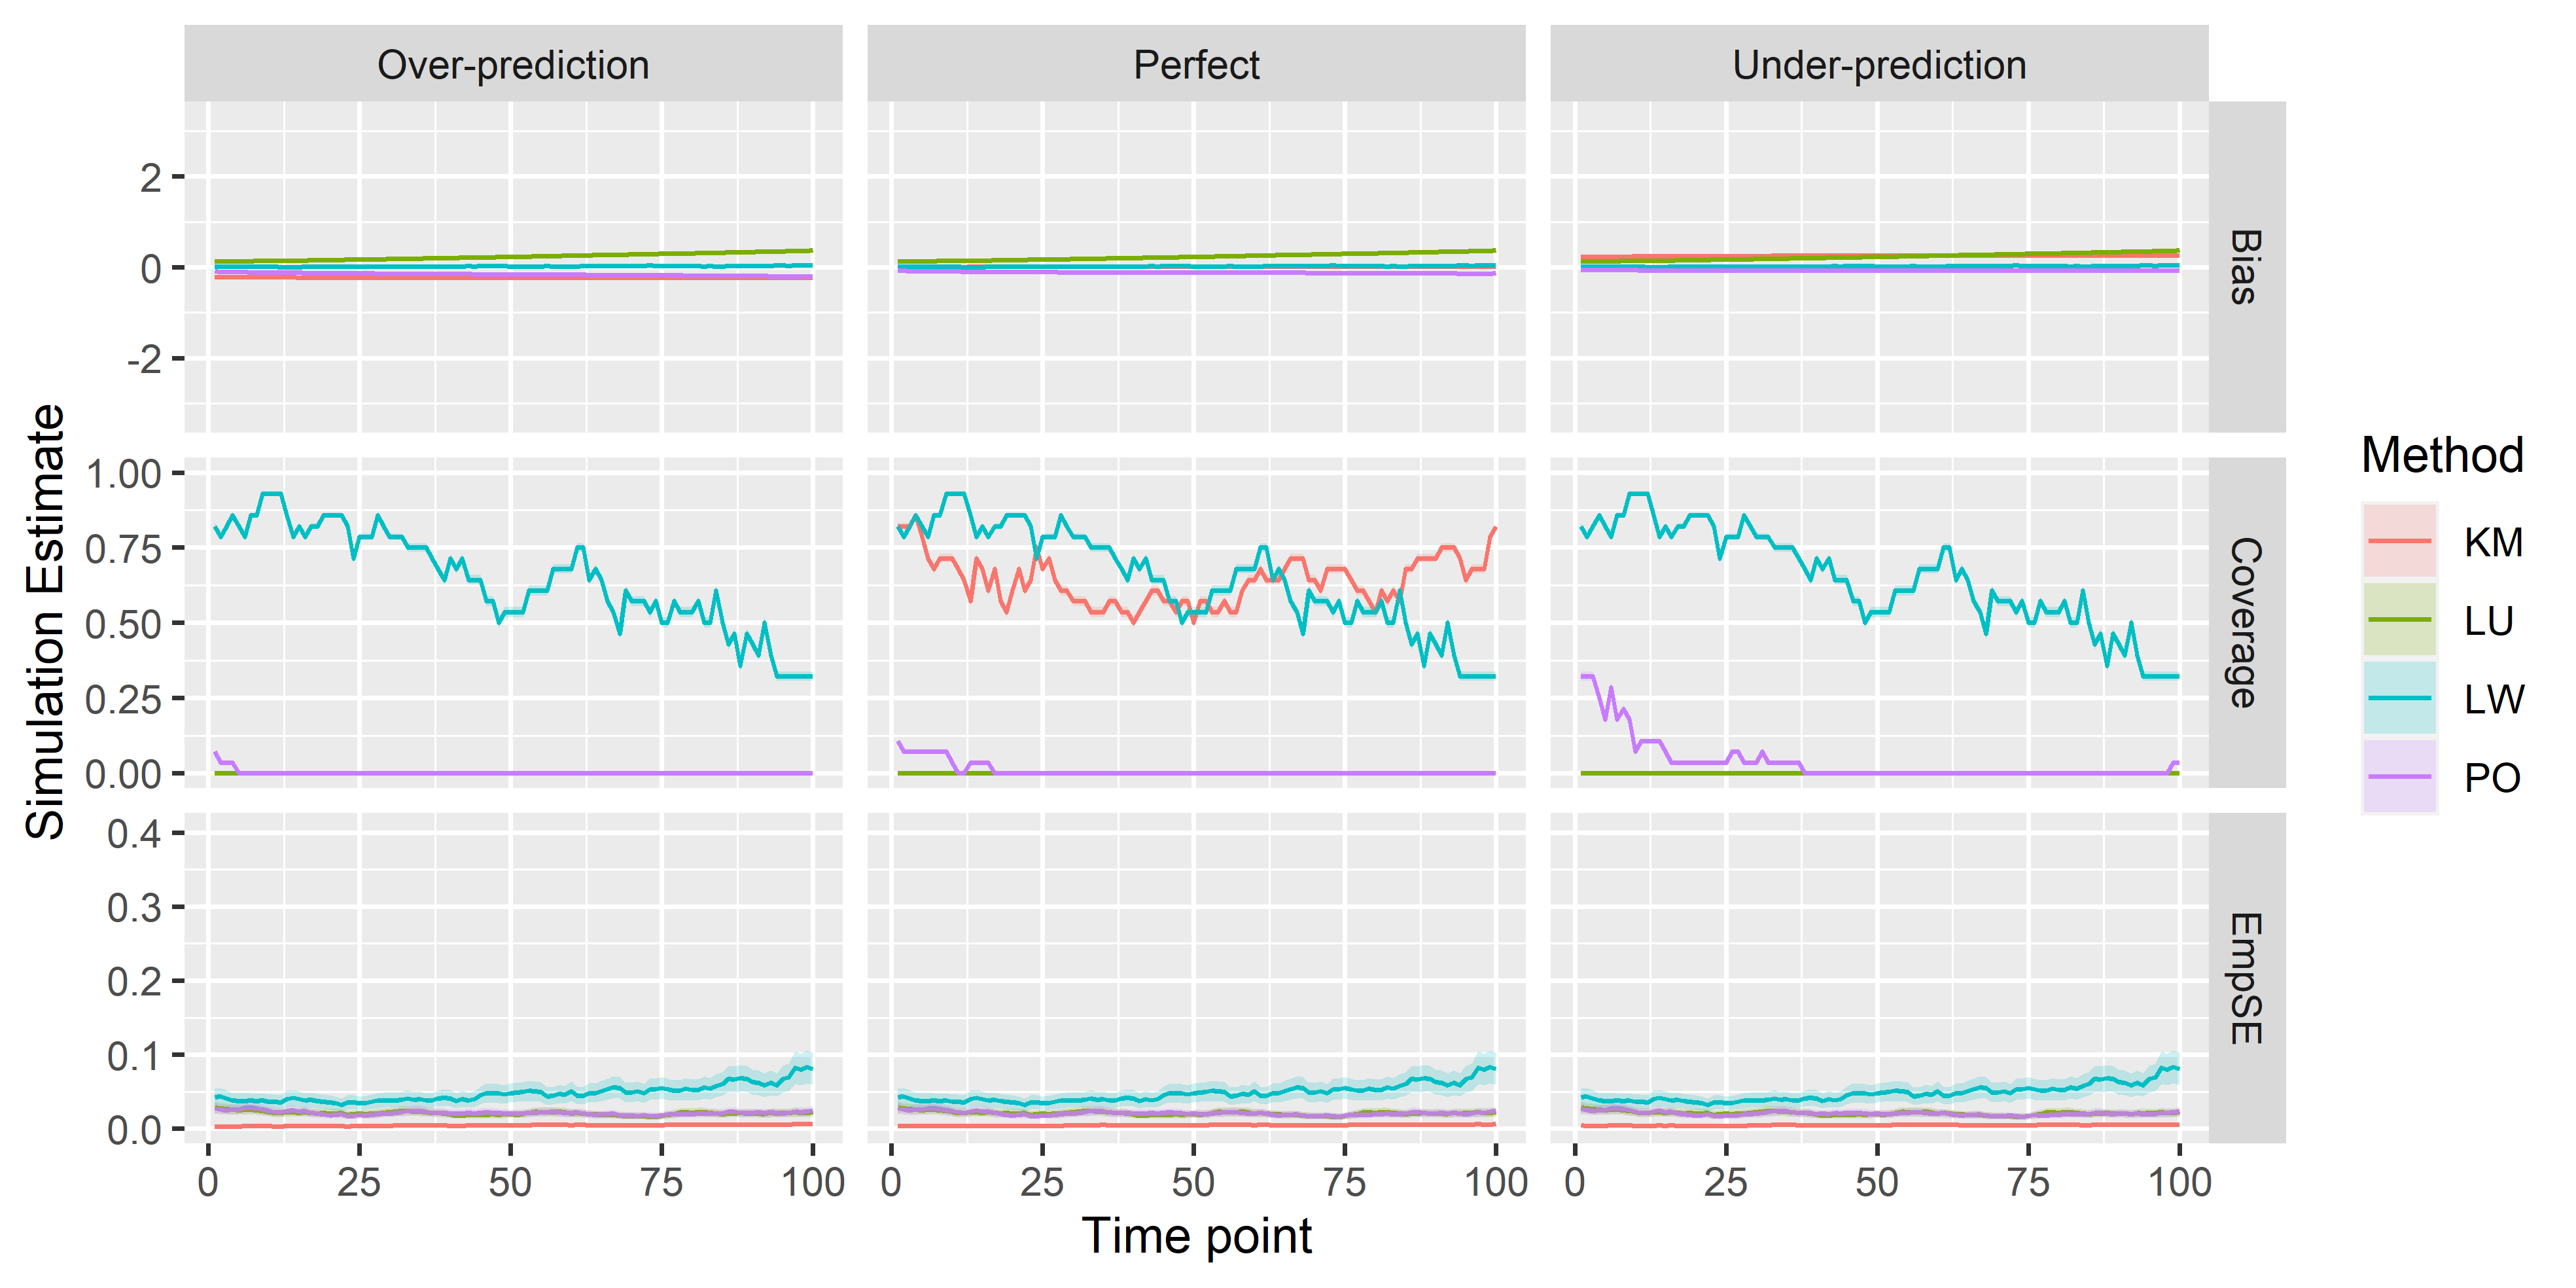 Over-prediction
Perfect
Under-prediction
Simulation Estimate
2
0
-2
Bias
1.00
0.75
0.50
0.25
0.00
Coverage
0.4
0.3
0.2
0.1
0.0
EmpSE
0 25 50 75 100
0 25 50 75 100
0 25 50 75 100
Time point
Method
KM
LU
LW
PO